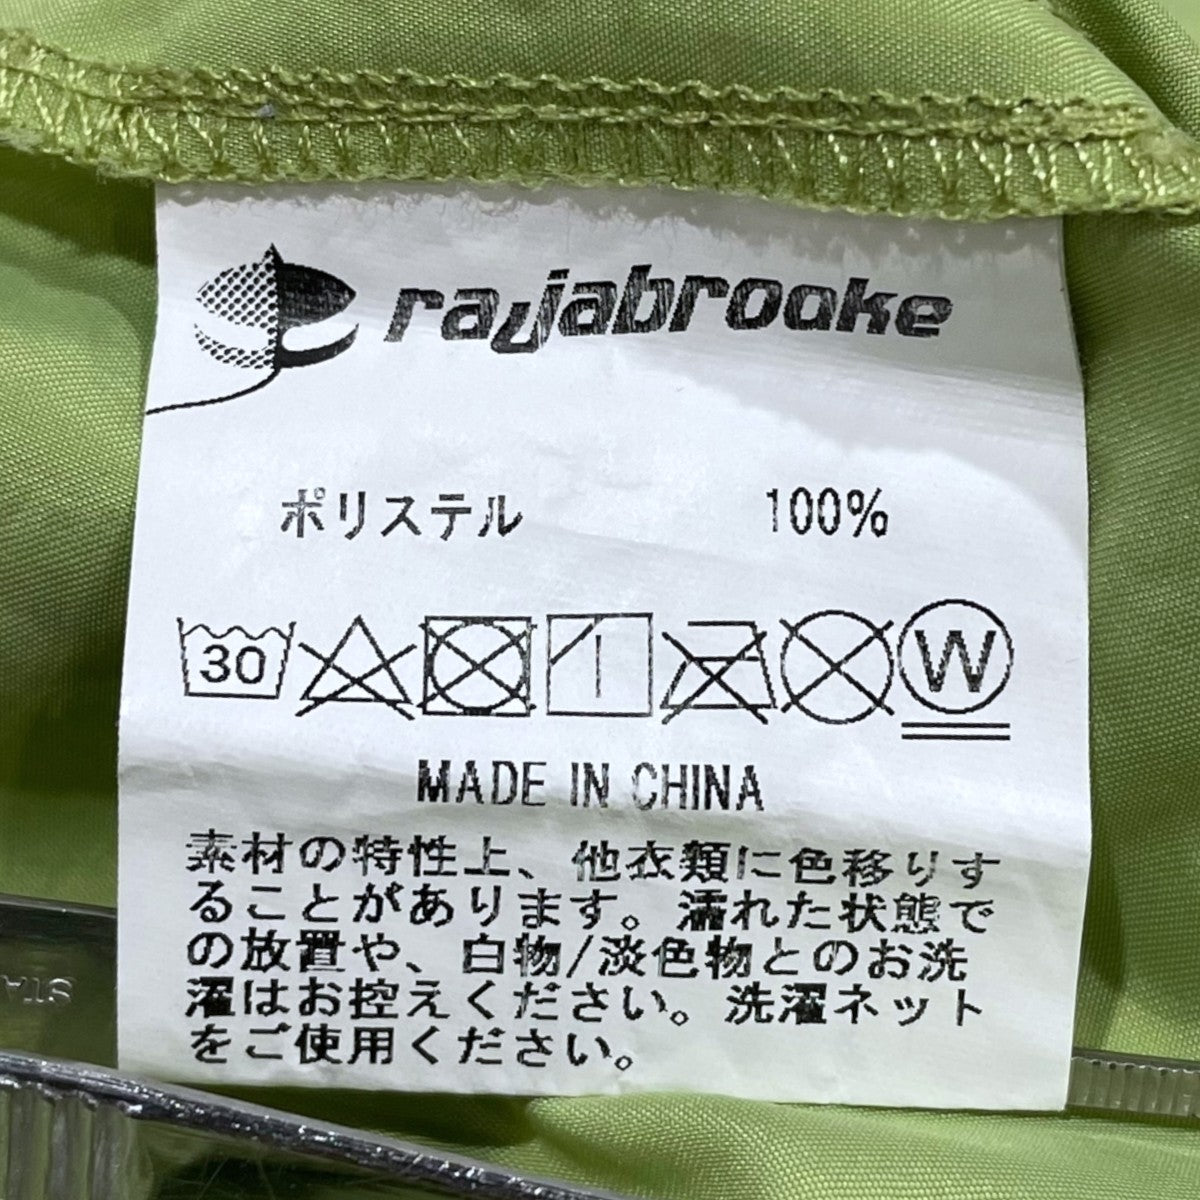 rajabrooke
ポリステル 100%
30
W
MADE IN CHINA
素材の特性上、他衣類に色移りす
ることがあります。濡れた状態で
の放置や、白物/淡色物とのお洗
濯はお控えください。洗濯ネット
をご使用ください。
STA